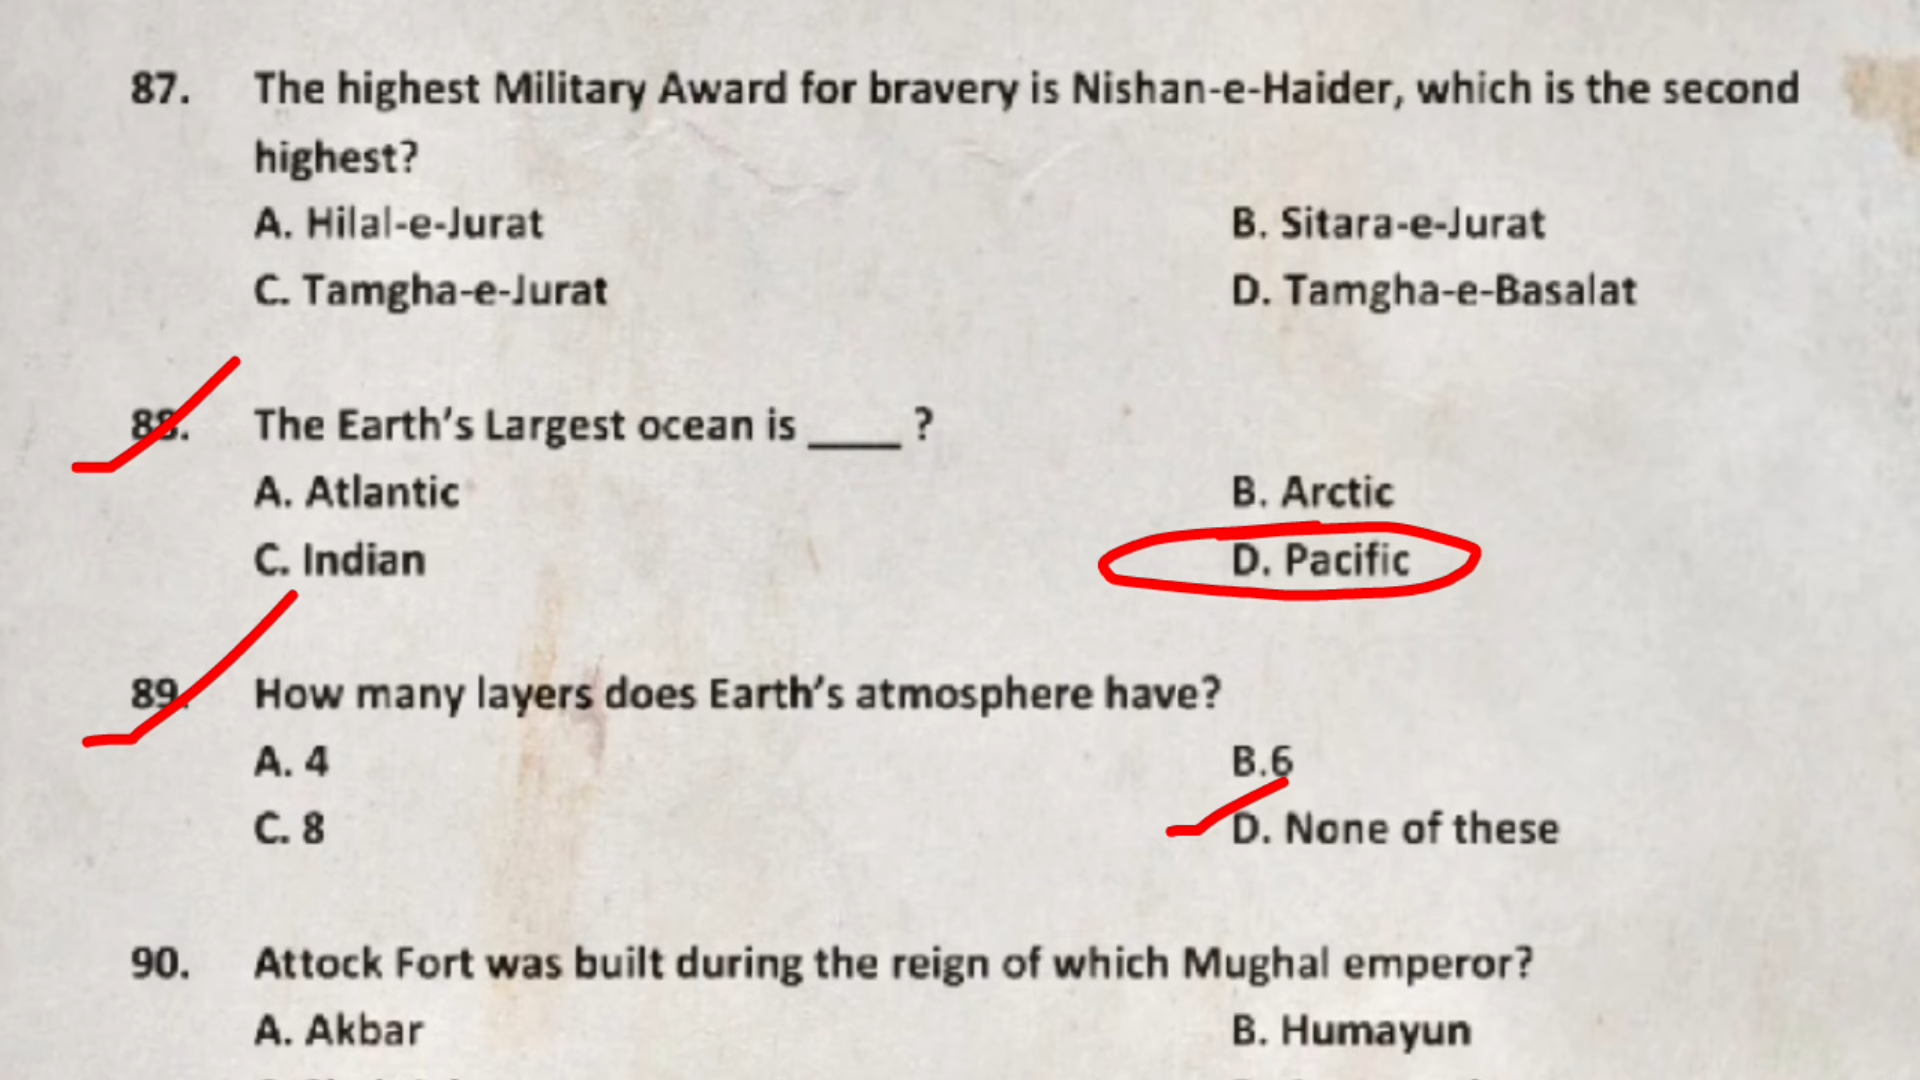 87. The highest Military Award for bravery is Nishan-e-Haider, which is the second
highest?
A. Hilal-e-Jurat B. Sitara-e-Jurat
C. Tamgha-e-Jurat D. Tamgha-e-Basalat
88. The Earth's Largest ocean is ____ ?
A. Atlantic B. Arctic
C. Indian D. Pacific
89. How many layers does Earth's atmosphere have?
A. 4 B.6
C. 8 D. None of these
90. Attock Fort was built during the reign of which Mughal emperor?
A. Akbar B. Humayun